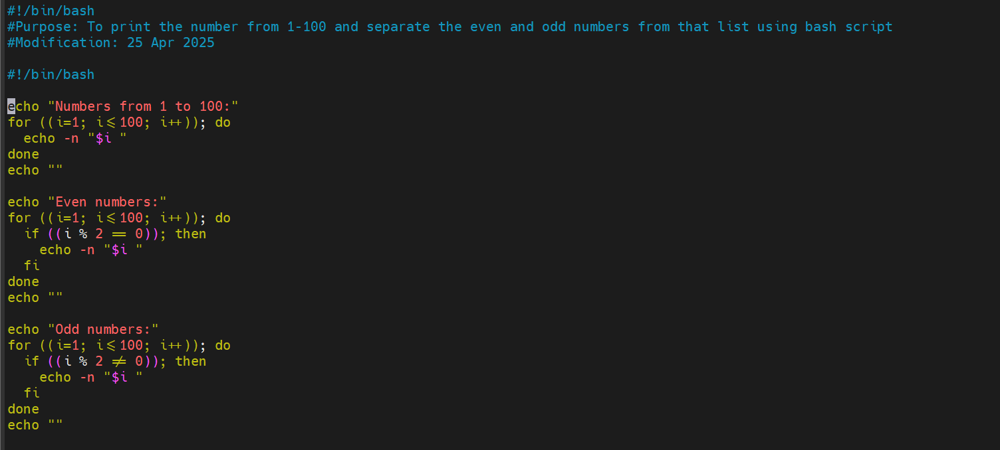 #!/bin/bash
#Purpose: To print the number from 1-100 and separate the even and odd numbers from that list using bash script
#Modification: 25 Apr 2025
#!/bin/bash
echo "Numbers from 1 to 100:"
for ((i=1; i<=100; i++)); do
  echo -n "$i "
done
echo ""
echo "Even numbers:"
for ((i=1; i<=100; i++)); do
  if ((i % 2 == 0)); then
    echo -n "$i "
  fi
done
echo ""
echo "Odd numbers:"
for ((i=1; i<=100; i++)); do
  if ((i % 2 != 0)); then
    echo -n "$i "
  fi
done
echo ""